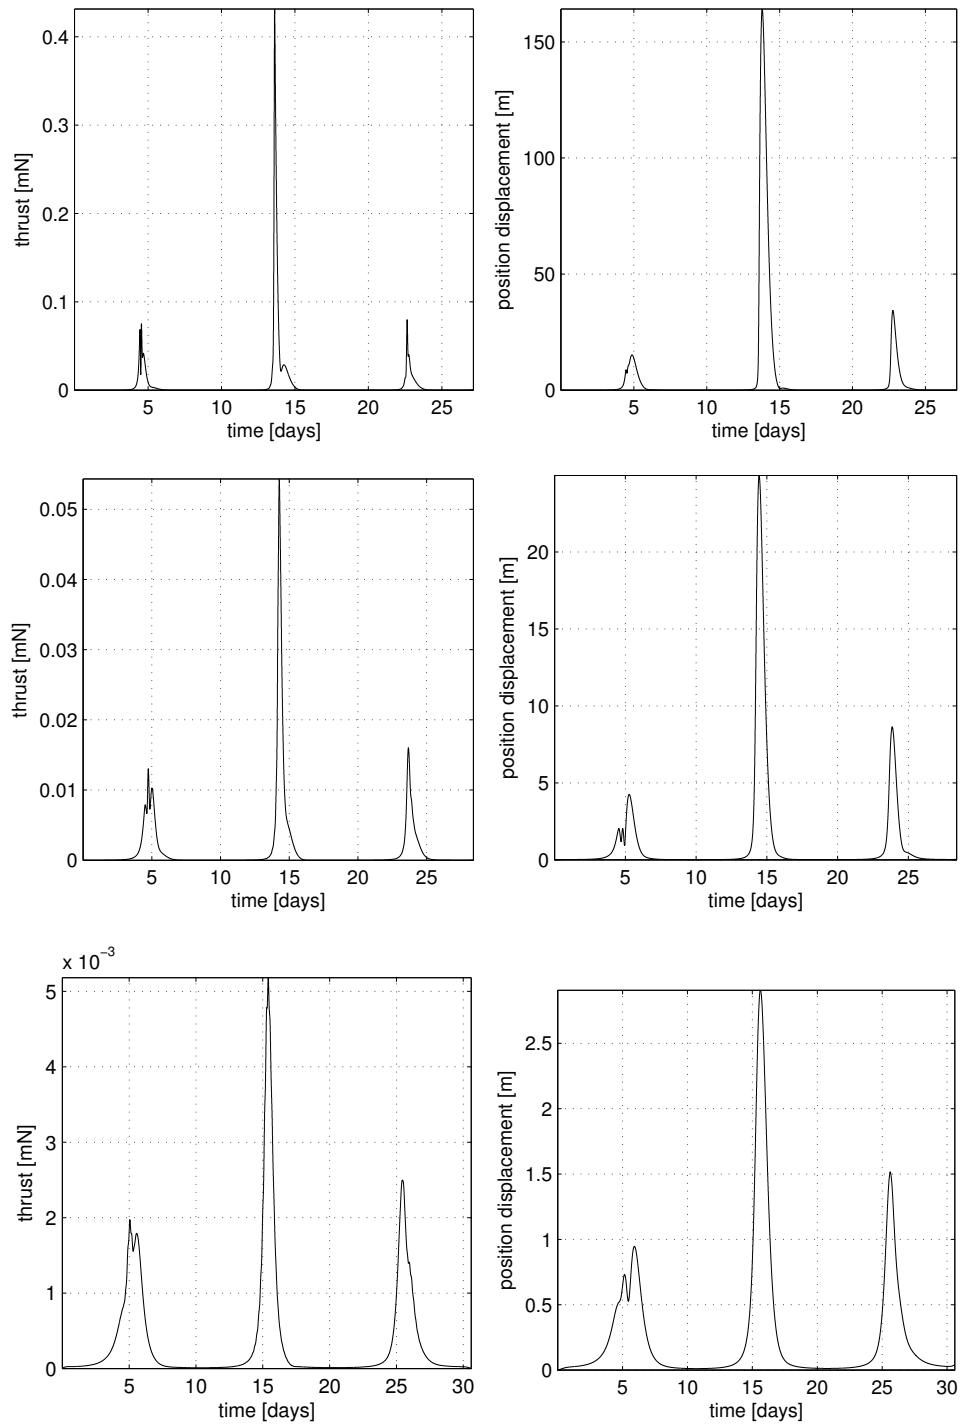 0.4
0.3
0.2
0.1
0
thrust [mN]
5 10 15 20 25
time [days]
150
100
50
0
position displacement [m]
5 10 15 20 25
time [days]
0.05
0.04
0.03
0.02
0.01
0
thrust [mN]
5 10 15 20 25
time [days]
20
15
10
5
0
position displacement [m]
5 10 15 20 25
time [days]
x 10⁻³
5
4
3
2
1
0
thrust [mN]
5 10 15 20 25 30
time [days]
2.5
2
1.5
1
0.5
0
position displacement [m]
5 10 15 20 25 30
time [days]